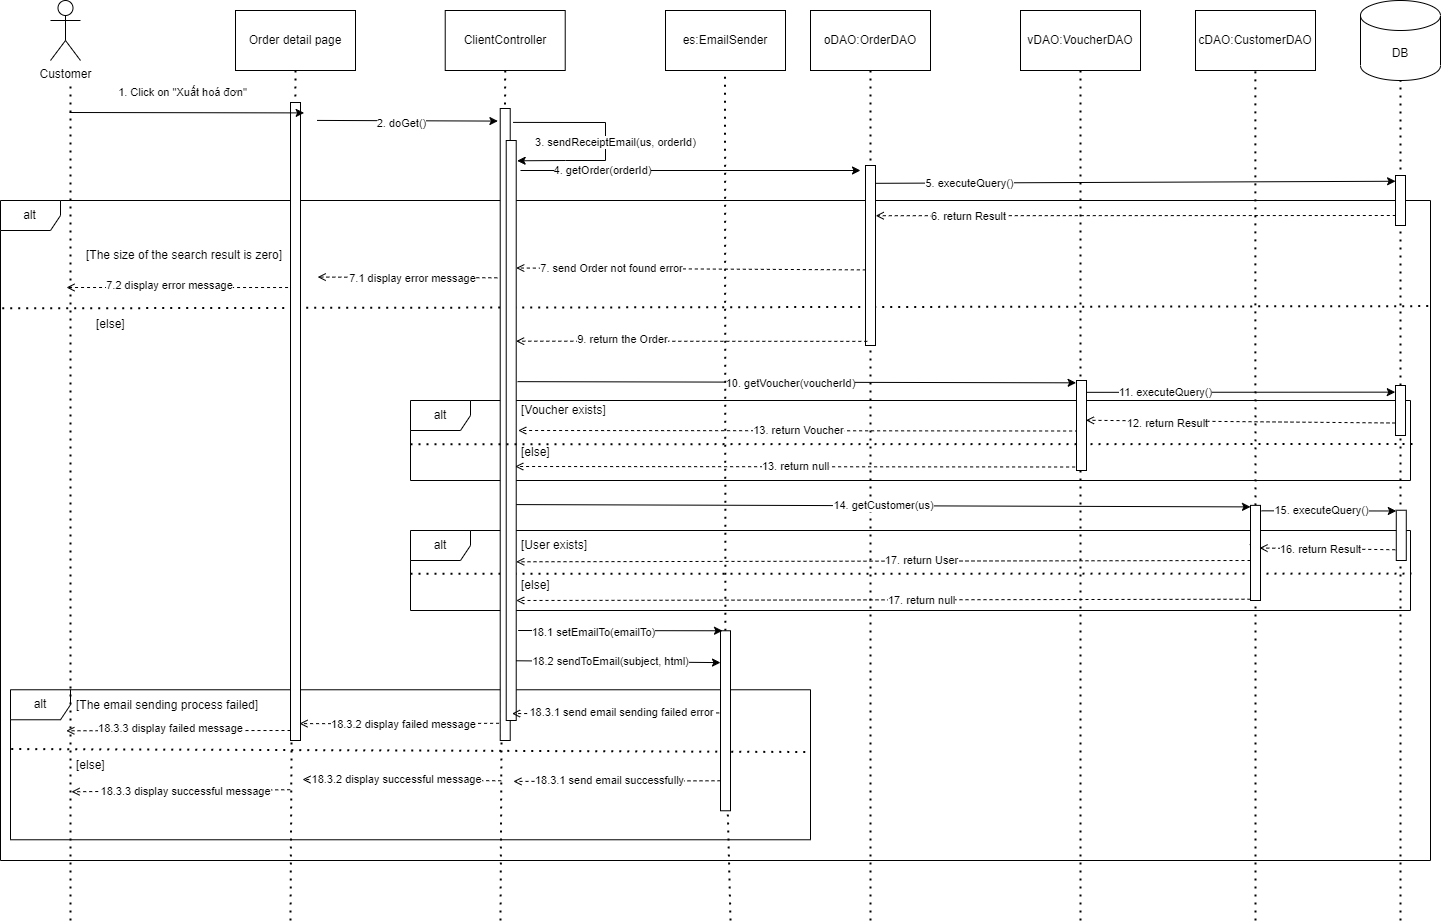 Customer
Order detail page
ClientController
es:EmailSender
oDAO:OrderDAO
vDAO:VoucherDAO
cDAO:CustomerDAO
DB
1. Click on "Xuất hoá đơn"
2. doGet()
3. sendReceiptEmail(us, orderId)
4. getOrder(orderId)
5. executeQuery()
alt
6. return Result
[The size of the search result is zero]
7. send Order not found error
7.1 display error message
7.2 display error message
[else]
9. return the Order
10. getVoucher(voucherId)
11. executeQuery()
alt
[Voucher exists]
12. return Result
13. return Voucher
[else]
13. return null
14. getCustomer(us)
15. executeQuery()
alt
[User exists]
16. return Result
17. return User
[else]
17. return null
18.1 setEmailTo(emailTo)
18.2 sendToEmail(subject, html)
alt
[The email sending process failed]
18.3.1 send email sending failed error
18.3.2 display failed message
18.3.3 display failed message
[else]
18.3.1 send email successfully
18.3.2 display successful message
18.3.3 display successful message